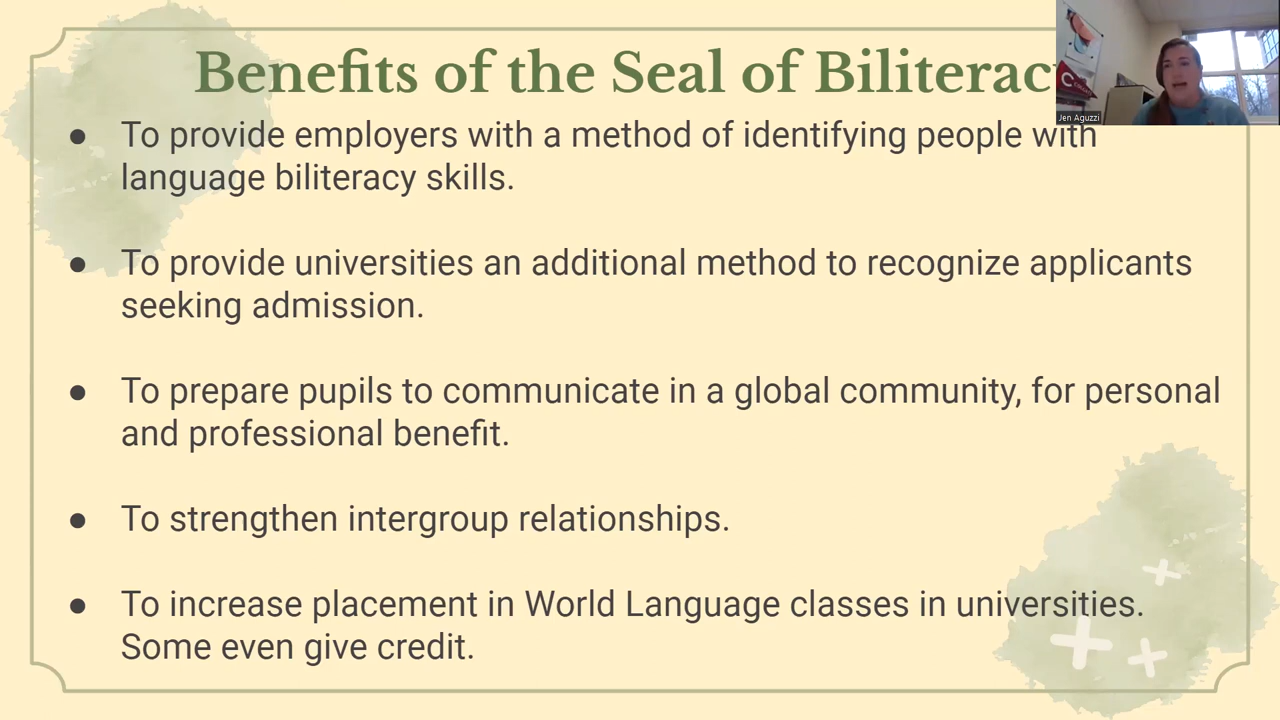 Benefits of the Seal of Biliterac
Jen Aguzzi
● To provide employers with a method of identifying people with
language biliteracy skills.
● To provide universities an additional method to recognize applicants
seeking admission.
● To prepare pupils to communicate in a global community, for personal
and professional benefit.
● To strengthen intergroup relationships.
● To increase placement in World Language classes in universities.
Some even give credit.